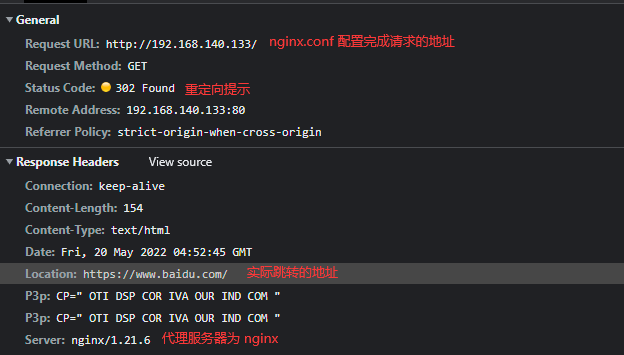 General
Request URL: http://192.168.140.133/ nginx.conf 配置完成请求的地址
Request Method: GET
Status Code: 302 Found 重定向提示
Remote Address: 192.168.140.133:80
Referrer Policy: strict-origin-when-cross-origin
Response Headers View source
Connection: keep-alive
Content-Length: 154
Content-Type: text/html
Date: Fri, 20 May 2022 04:52:45 GMT
Location: https://www.baidu.com/ 实际跳转的地址
P3p: CP=" OTI DSP COR IVA OUR IND COM "
P3p: CP=" OTI DSP COR IVA OUR IND COM "
Server: nginx/1.21.6 代理服务器为 nginx